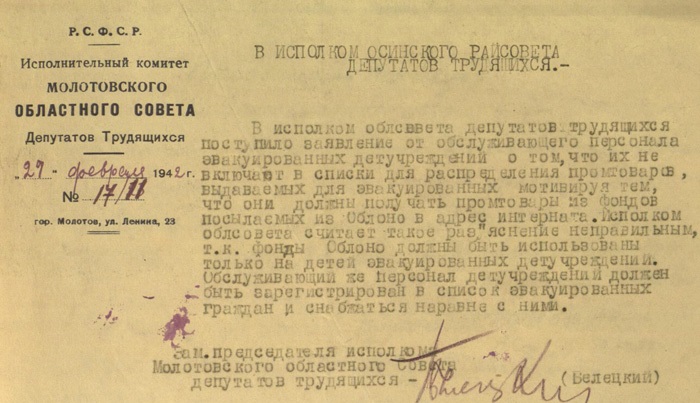 Р. С. Ф. С. Р.
Исполнительный комитет
МОЛОТОВСКОГО
ОБЛАСТНОГО СОВЕТА
Депутатов Трудящихся
"27" февраля 1942 г.
№ 17/11
гор. Молотов, ул. Ленина, 23
В ИСПОЛКОМ ОСИНСКОГО РАЙСОВЕТА
ДЕПУТАТОВ ТРУДЯЩИХСЯ.-
В исполком облсовета депутатов трудящихся
поступило заявление от обслуживающего персонала
эвакуированных детучреждений о том, что их не
включают в списки для распределения промтоваров,
выдаваемых для эвакуированных мотивируя тем,
что они должны получать промтовары из фондов
посылаемых из Облоно в адрес интерната. Исполком
облсовета считает такое раз"яснение неправильным,
т.к. фонды Облоно должны быть использованы
только на детей эвакуированных детучреждений.
Обслуживающий же персонал детучреждений должен
быть зарегистрирован в список эвакуированных
граждан и снабжаться наравне с ними.
Зам. председателя исполкома
Молотовского областного Совета
депутатов трудящихся - (Белецкий)